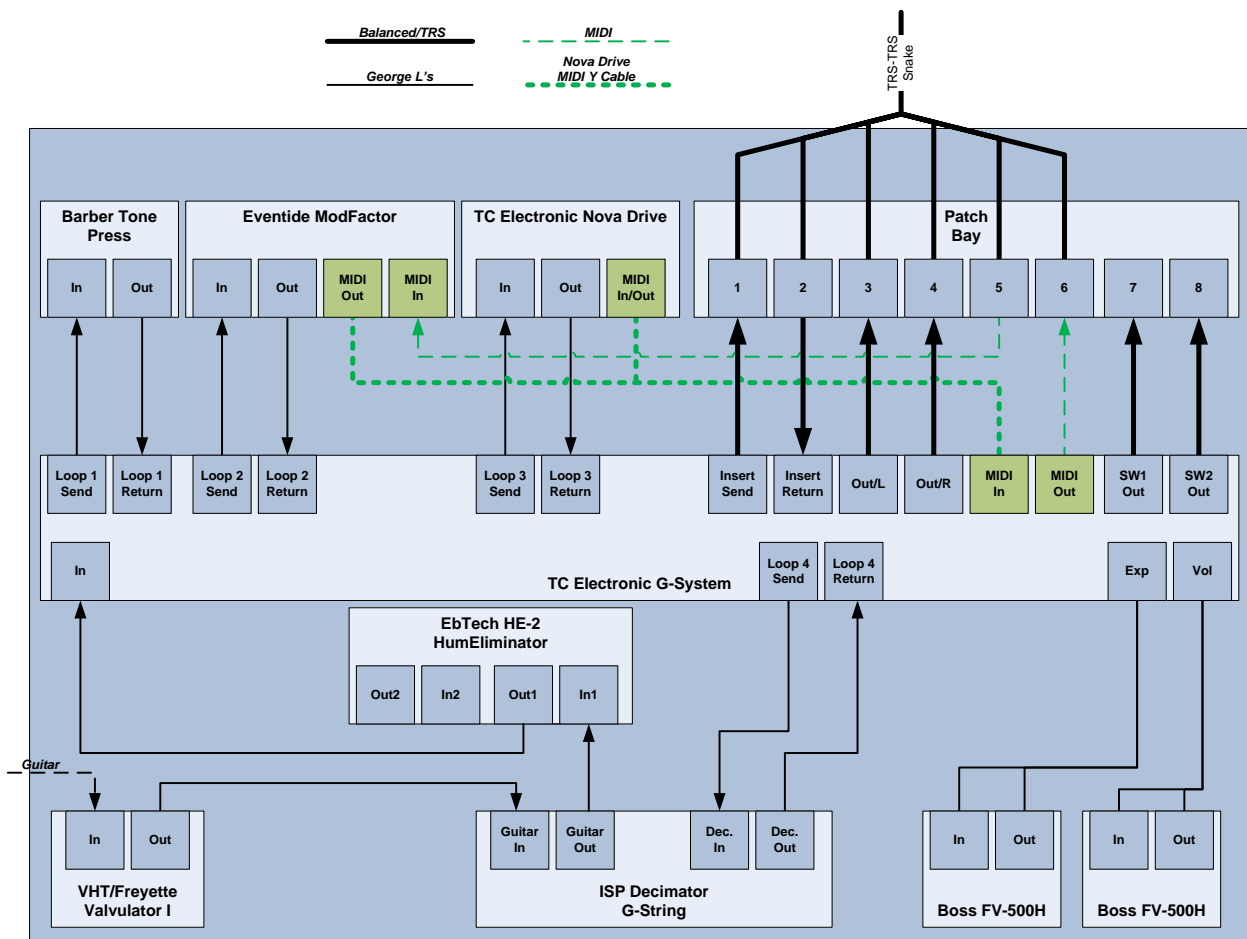 Balanced/TRS
MIDI
George L's
Nova Drive
MIDI Y Cable
TRS-TRS
Snake
Barber Tone
Press
Eventide ModFactor
TC Electronic Nova Drive
Patch
Bay
In
Out
In
Out
MIDI
Out
MIDI
In
In
Out
MIDI
In/Out
1
2
3
4
5
6
7
8
Loop 1
Send
Loop 1
Return
Loop 2
Send
Loop 2
Return
Loop 3
Send
Loop 3
Return
Insert
Send
Insert
Return
Out/L
Out/R
MIDI
In
MIDI
Out
SW1
Out
SW2
Out
In
TC Electronic G-System
Loop 4
Send
Loop 4
Return
Exp
Vol
EbTech HE-2
HumEliminator
Out2
In2
Out1
In1
Guitar
In
Out
VHT/Freyette
Valvulator I
Guitar
In
Guitar
Out
Dec.
In
Dec.
Out
ISP Decimator
G-String
In
Out
Boss FV-500H
In
Out
Boss FV-500H